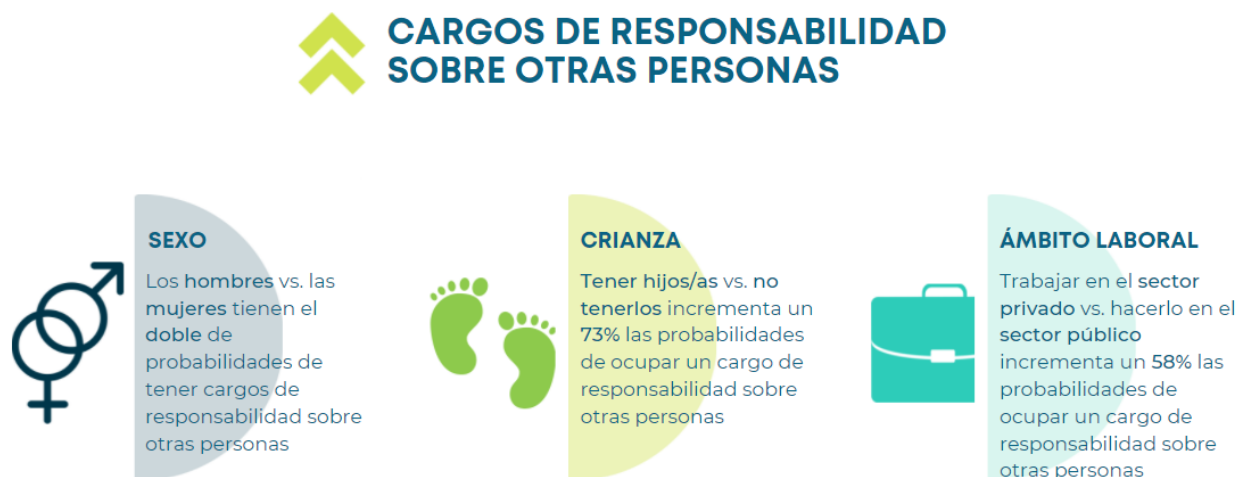 CARGOS DE RESPONSABILIDAD
SOBRE OTRAS PERSONAS
SEXO
Los hombres vs. las
mujeres tienen el
doble de
probabilidades de
tener cargos de
responsabilidad sobre
otras personas
CRIANZA
Tener hijos/as vs. no
tenerlos incrementa un
73% las probabilidades
de ocupar un cargo de
responsabilidad sobre
otras personas
ÁMBITO LABORAL
Trabajar en el sector
privado vs. hacerlo en el
sector público
incrementa un 58% las
probabilidades de
ocupar un cargo de
responsabilidad sobre
otras personas